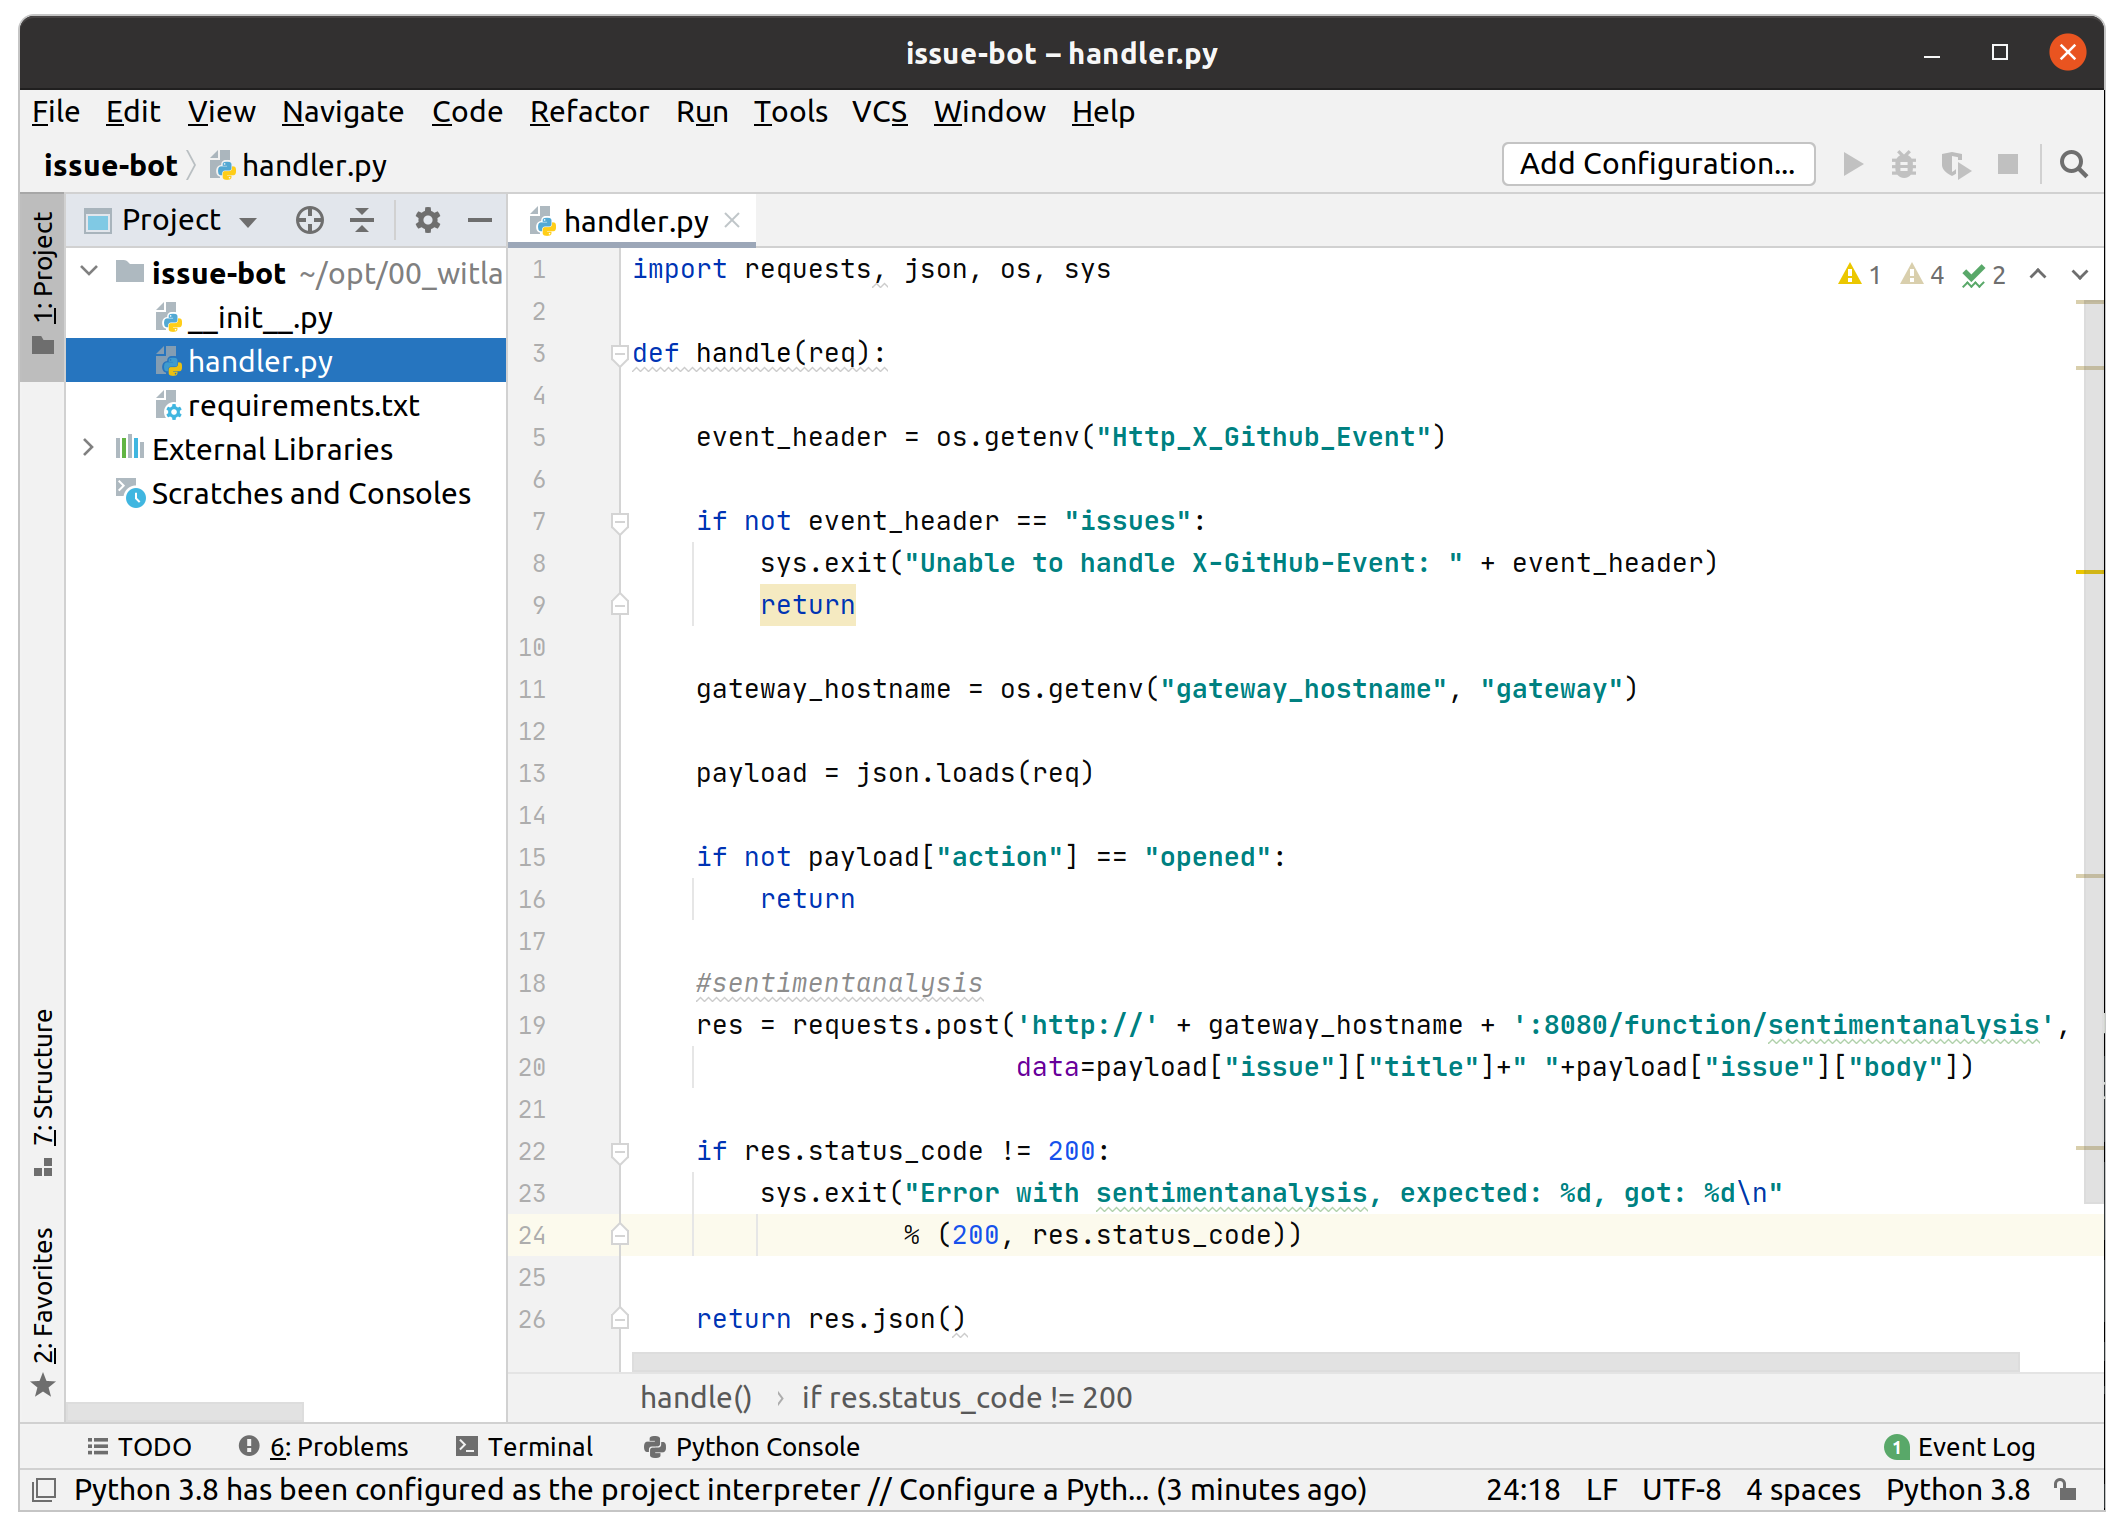 issue-bot – handler.py
File Edit View Navigate Code Refactor Run Tools VCS Window Help
issue-bot handler.py
Add Configuration...
1: Project
Project
issue-bot ~/opt/00_witla
__init__.py
handler.py
requirements.txt
External Libraries
Scratches and Consoles
7: Structure
2: Favorites
handler.py
1 4 2
1 import requests, json, os, sys
2
3 def handle(req):
4
5     event_header = os.getenv("Http_X_Github_Event")
6
7     if not event_header == "issues":
8         sys.exit("Unable to handle X-GitHub-Event: " + event_header)
9         return
10
11     gateway_hostname = os.getenv("gateway_hostname", "gateway")
12
13     payload = json.loads(req)
14
15     if not payload["action"] == "opened":
16         return
17
18     #sentimentanalysis
19     res = requests.post('http://' + gateway_hostname + ':8080/function/sentimentanalysis',
20                         data=payload["issue"]["title"]+" "+payload["issue"]["body"])
21
22     if res.status_code != 200:
23         sys.exit("Error with sentimentanalysis, expected: %d, got: %d\n"
24                  % (200, res.status_code))
25
26     return res.json()
handle() › if res.status_code != 200
TODO 6: Problems Terminal Python Console 1 Event Log
Python 3.8 has been configured as the project interpreter // Configure a Pyth... (3 minutes ago) 24:18 LF UTF-8 4 spaces Python 3.8